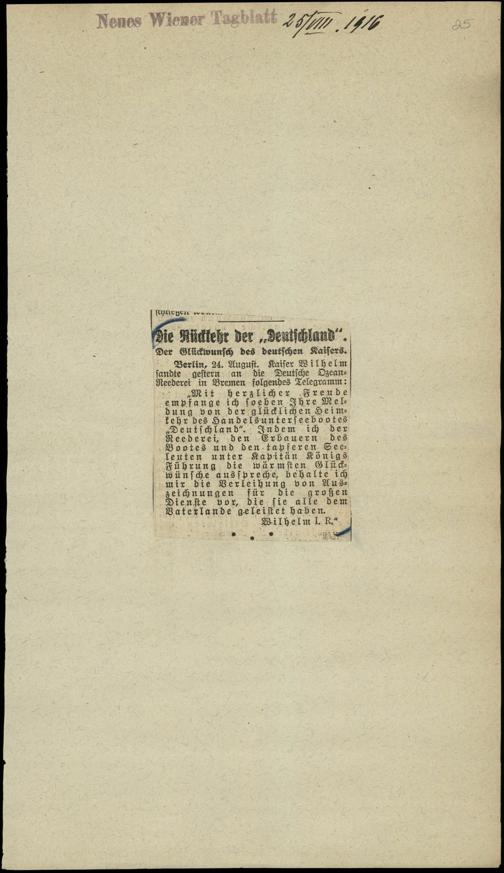 Neues Wiener Tagblatt 25/VIII. 1916
25
Die Rückkehr der „Deutschland".
Der Glückwunsch des deutschen Kaisers.
Berlin, 24. August. Kaiser Wilhelm
sandte gestern an die Deutsche Ozean-
Reederei in Bremen folgendes Telegramm:
„Mit herzlicher Freude
empfange ich soeben Ihre Mel-
dung von der glücklichen Heim-
kehr des Handelsunterseebootes
„Deutschland". Indem ich der
Reederei, den Erbauern des
Bootes und den tapferen See-
leuten unter Kapitän Königs
Führung die wärmsten Glück-
wünsche ausspreche, behalte ich
mir die Verleihung von Aus-
zeichnungen für die großen
Dienste vor, die sie alle dem
Vaterlande geleistet haben.
Wilhelm I. R."